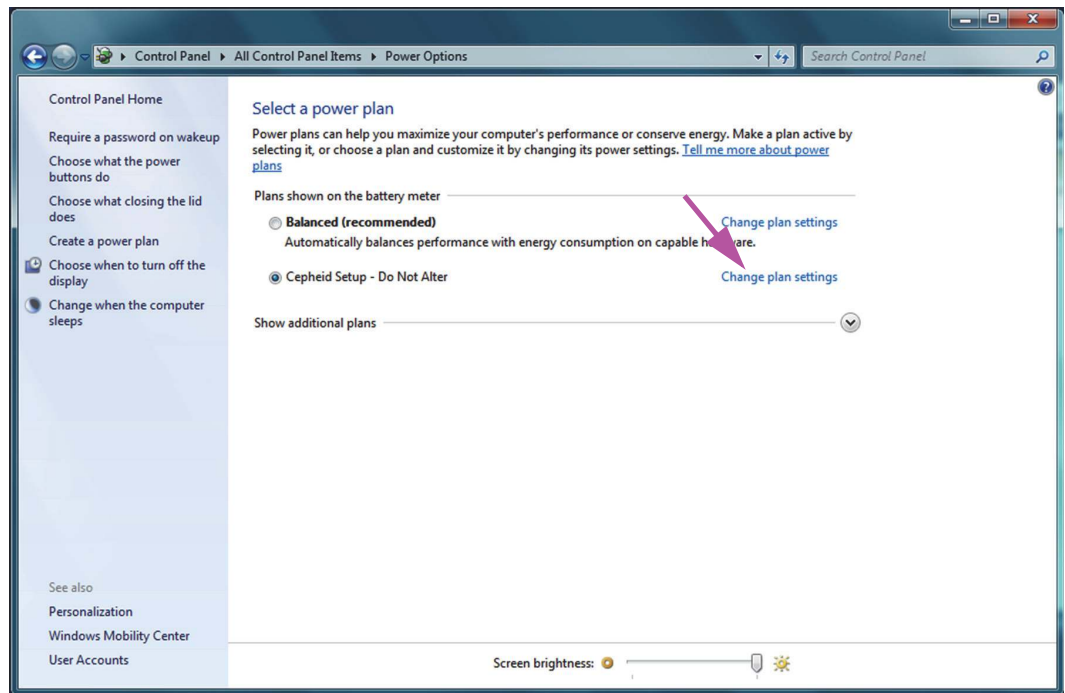 Control Panel All Control Panel Items Power Options
Search Control Panel
Control Panel Home
Require a password on wakeup
Choose what the power
buttons do
Choose what closing the lid
does
Create a power plan
Choose when to turn off the
display
Change when the computer
sleeps
See also
Personalization
Windows Mobility Center
User Accounts
Select a power plan
Power plans can help you maximize your computer's performance or conserve energy. Make a plan active by
selecting it, or choose a plan and customize it by changing its power settings. Tell me more about power
plans
Plans shown on the battery meter
Balanced (recommended) Change plan settings
Automatically balances performance with energy consumption on capable hardware.
Cepheid Setup - Do Not Alter Change plan settings
Show additional plans
Screen brightness: